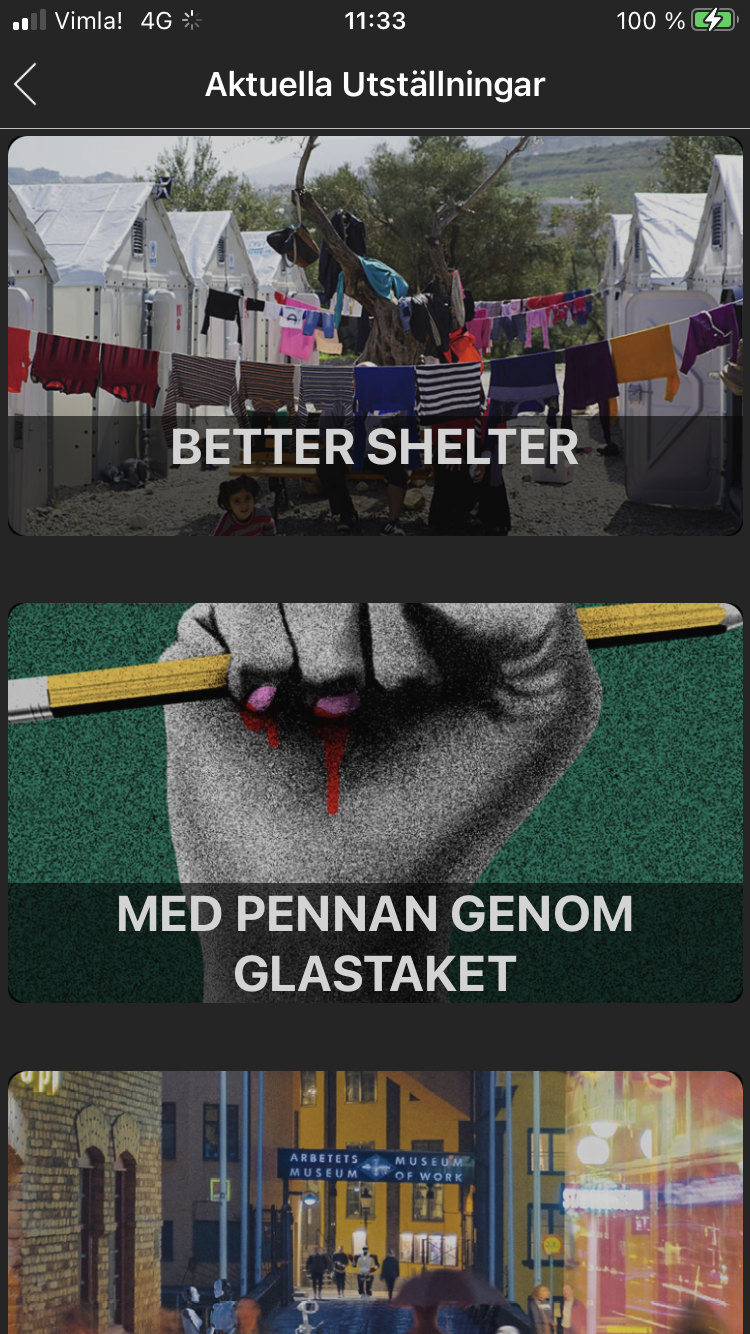 Vimla! 4G 11:33 100 %
Aktuella Utställningar
BETTER SHELTER
MED PENNAN GENOM
GLASTAKET
ARBETETS MUSEUM
MUSEUM OF WORK